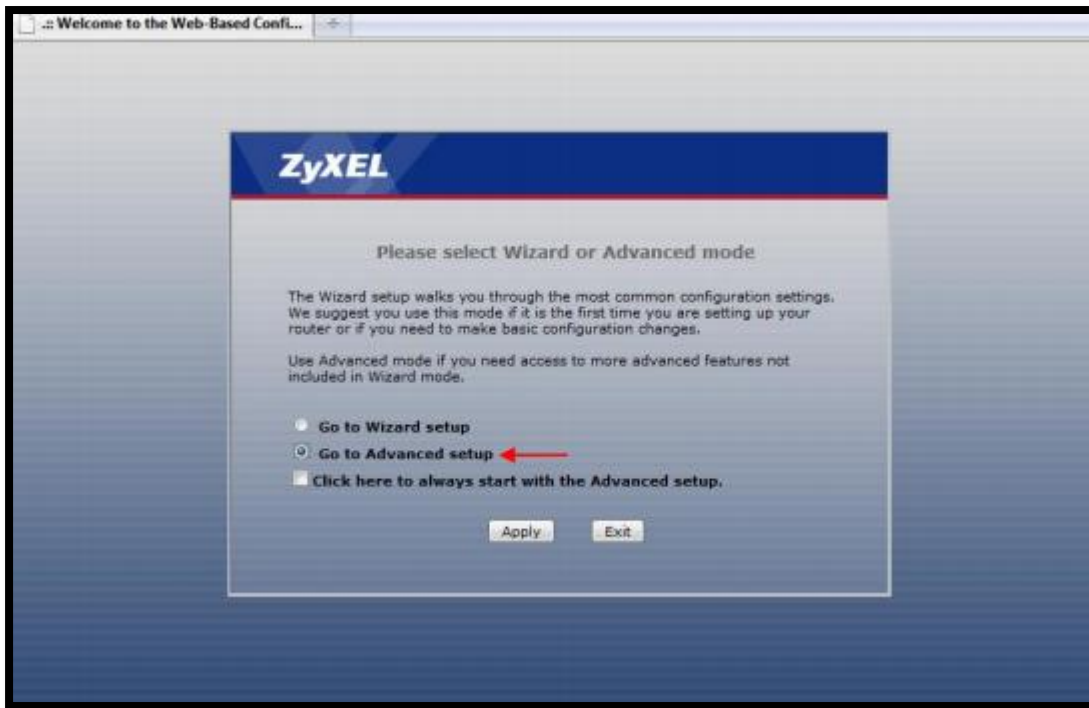 .:: Welcome to the Web-Based Confi...
ZyXEL
Please select Wizard or Advanced mode
The Wizard setup walks you through the most common configuration settings.
We suggest you use this mode if it is the first time you are setting up your
router or if you need to make basic configuration changes.
Use Advanced mode if you need access to more advanced features not
included in Wizard mode.
Go to Wizard setup
Go to Advanced setup
Click here to always start with the Advanced setup.
Apply Exit